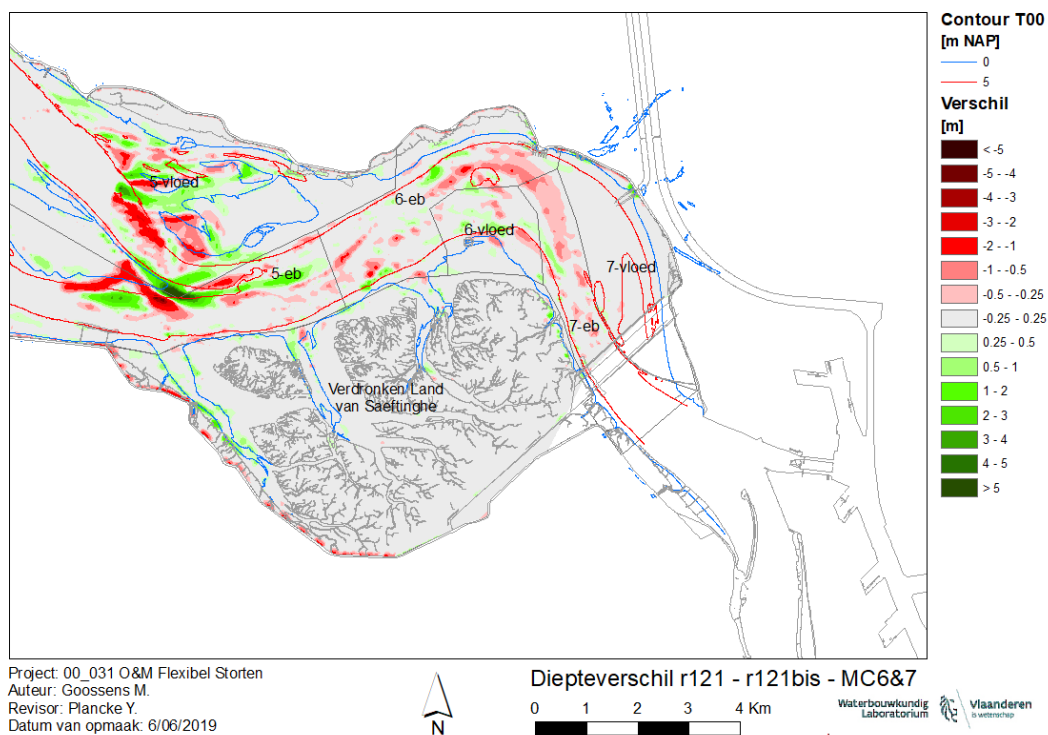 Contour T00
[m NAP]
0
5
Verschil
[m]
< -5
-5 - -4
-4 - -3
-3 - -2
-2 - -1
-1 - -0.5
-0.5 - -0.25
-0.25 - 0.25
0.25 - 0.5
0.5 - 1
1 - 2
2 - 3
3 - 4
4 - 5
> 5
5-vloed
6-eb
6-vloed
5-eb
7-vloed
7-eb
Verdronken Land
van Saeftinghe
Project: 00_031 O&M Flexibel Storten
Auteur: Goossens M.
Revisor: Plancke Y.
Datum van opmaak: 6/06/2019
N
Diepteverschil r121 - r121bis - MC6&7
0 1 2 3 4 Km
Waterbouwkundig
Laboratorium
Vlaanderen
is wetenschap